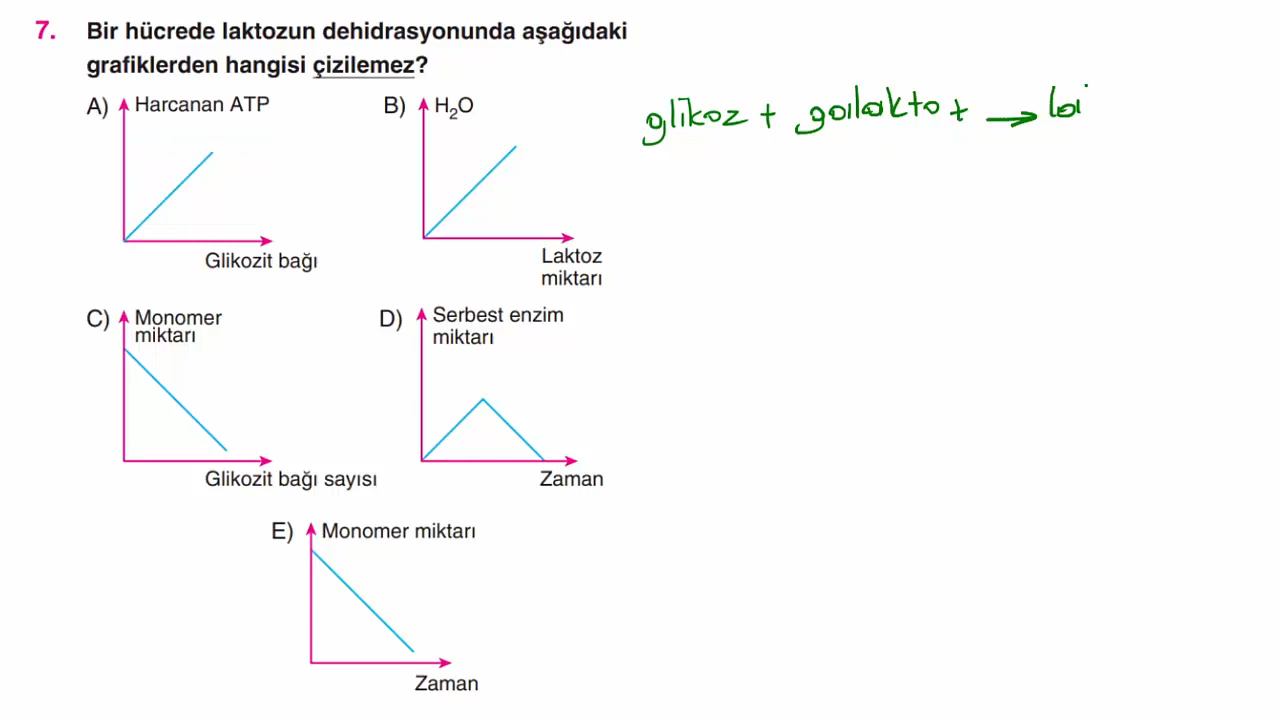 7. Bir hücrede laktozun dehidrasyonunda aşağıdaki
grafiklerden hangisi çizilemez?
A) Harcanan ATP
Glikozit bağı
B) H₂O
Laktoz
miktarı
C) Monomer
miktarı
Glikozit bağı sayısı
D) Serbest enzim
miktarı
Zaman
E) Monomer miktarı
Zaman
glikoz + galakto + → la